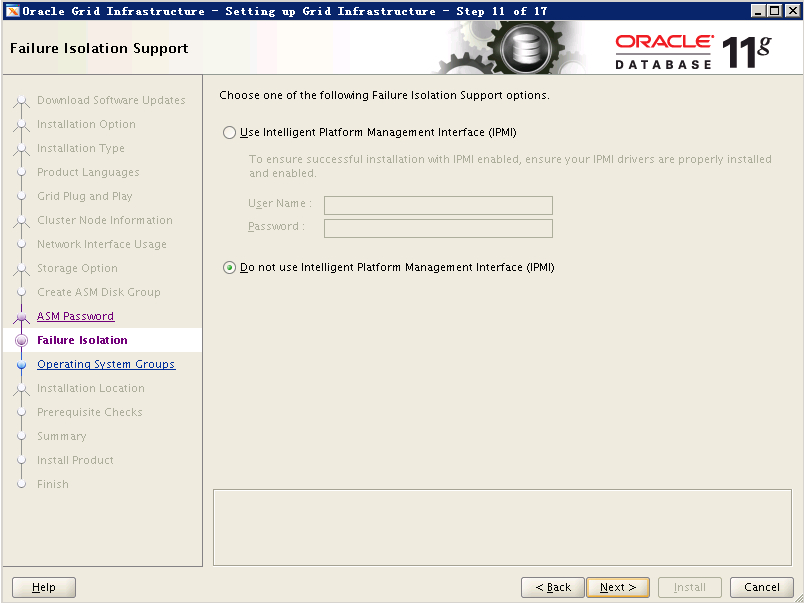 Oracle Grid Infrastructure - Setting up Grid Infrastructure - Step 11 of 17
Failure Isolation Support
ORACLE
DATABASE 11g
Download Software Updates
Installation Option
Installation Type
Product Languages
Grid Plug and Play
Cluster Node Information
Network Interface Usage
Storage Option
Create ASM Disk Group
ASM Password
Failure Isolation
Operating System Groups
Installation Location
Prerequisite Checks
Summary
Install Product
Finish
Choose one of the following Failure Isolation Support options.
Use Intelligent Platform Management Interface (IPMI)
To ensure successful installation with IPMI enabled, ensure your IPMI drivers are properly installed
and enabled.
User Name :
Password :
Do not use Intelligent Platform Management Interface (IPMI)
Help
< Back
Next >
Install
Cancel